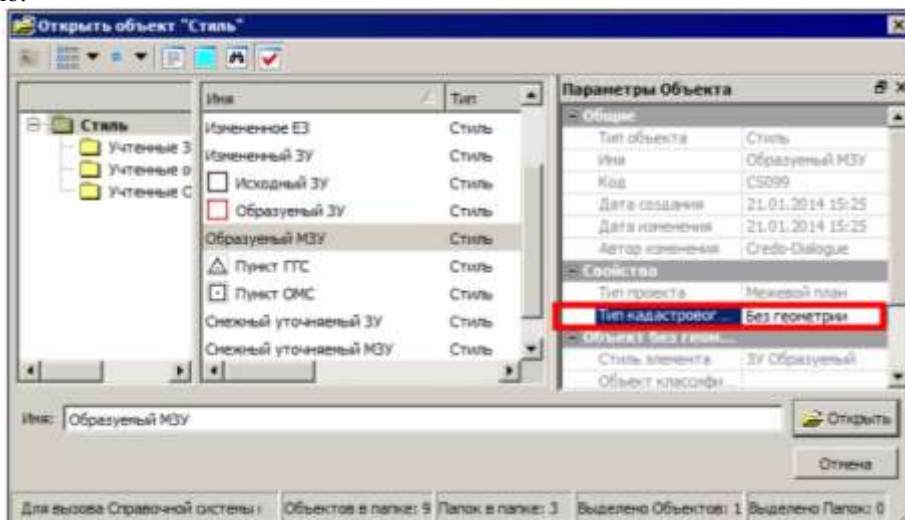 Открыть объект "Стиль"
Имя
Тип
Стиль
Учтенные З
Учтенные о
Учтенные С
Измененное ЕЗ Стиль
Измененный ЗУ Стиль
Исходный ЗУ Стиль
Образуемый ЗУ Стиль
Образуемый МЗУ Стиль
Пункт ГГС Стиль
Пункт ОМС Стиль
Снежный уточняемый ЗУ Стиль
Снежный уточняемый МЗУ Стиль
Параметры Объекта
Общие
Тип объекта Стиль
Имя Образуемый МЗУ
Код CS099
Дата создания 21.01.2014 15:25
Дата изменения 21.01.2014 15:25
Автор изменения Credo-Dialogue
Свойства
Тип проекта Межевой план
Тип кадастровог... Без геометрии
Объект без геом...
Стиль элемента ЗУ Образуемый
Объект классифи...
Имя: Образуемый МЗУ
Открыть
Отмена
Для вызова Справочной системы
Объектов в папке: 9
Папок в папке: 3
Выделено Объектов: 1
Выделено Папок: 0